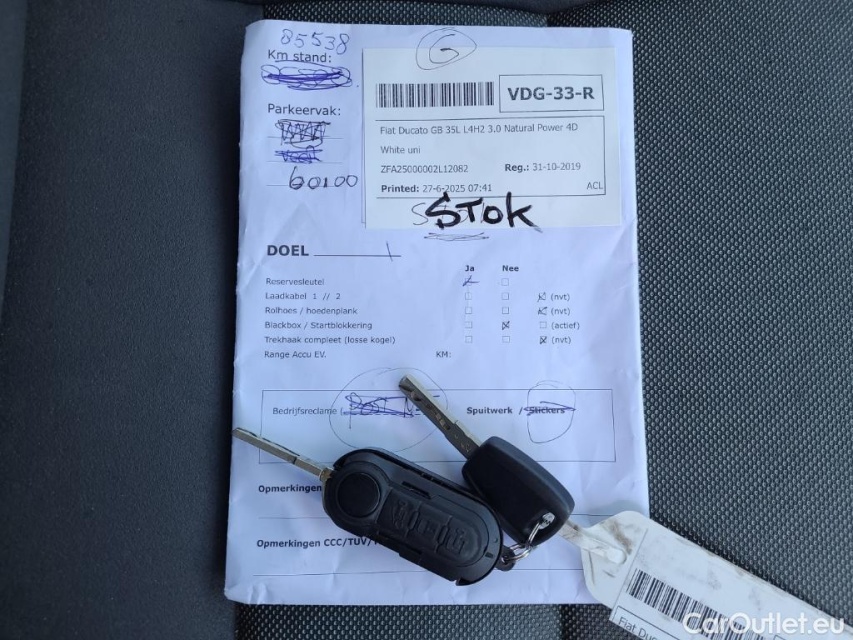 85538
Km stand:
G
VDG-33-R
Parkeervak:
Fiat Ducato GB 35L L4H2 3.0 Natural Power 4D
White uni
ZFA25000002L12082 Reg.: 31-10-2019
60100
Printed: 27-6-2025 07:41 ACL
STOK
DOEL
Ja Nee
Reservesleutel
Laadkabel 1 // 2 (nvt)
Rolhoes / hoedenplank (nvt)
Blackbox / Startblokkering (actief)
Trekhaak compleet (losse kogel) (nvt)
Range Accu EV. KM:
Bedrijfsreclame Spuitwerk / Stickers
Opmerkingen
Opmerkingen CCC/TUV/
Fiat
CarOutlet.eu